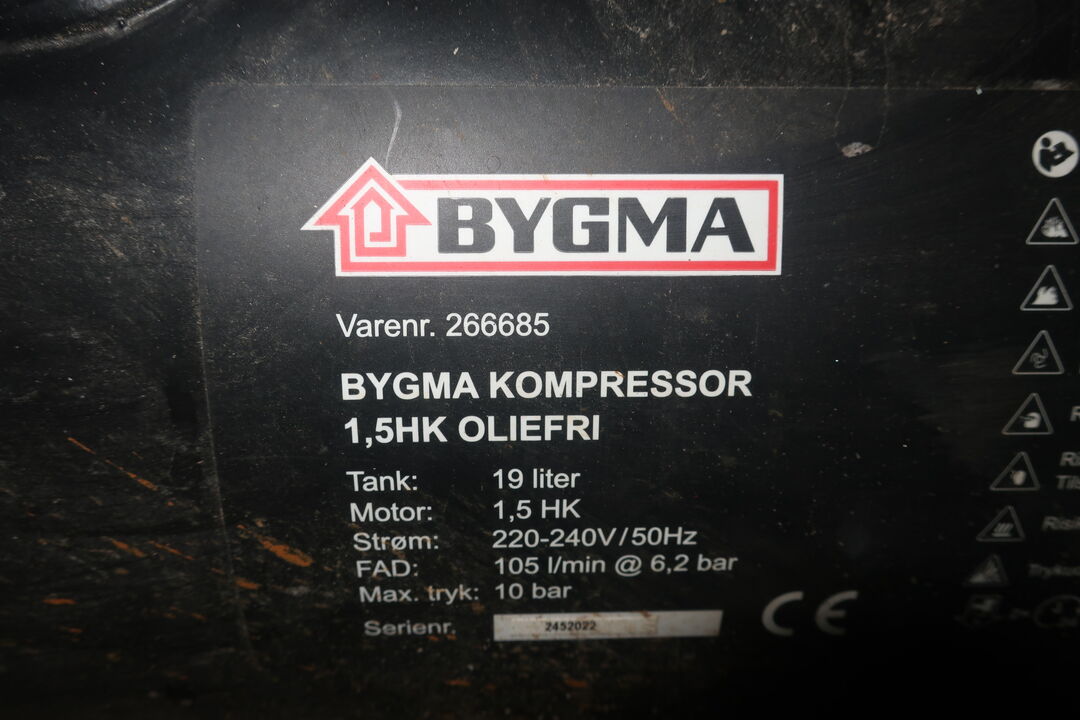 BYGMA
Varenr. 266685
BYGMA KOMPRESSOR
1,5HK OLIEFRI
Tank: 19 liter
Motor: 1,5 HK
Strøm: 220-240V/50Hz
FAD: 105 l/min @ 6,2 bar
Max. tryk: 10 bar
Serienr. 2452022
CE